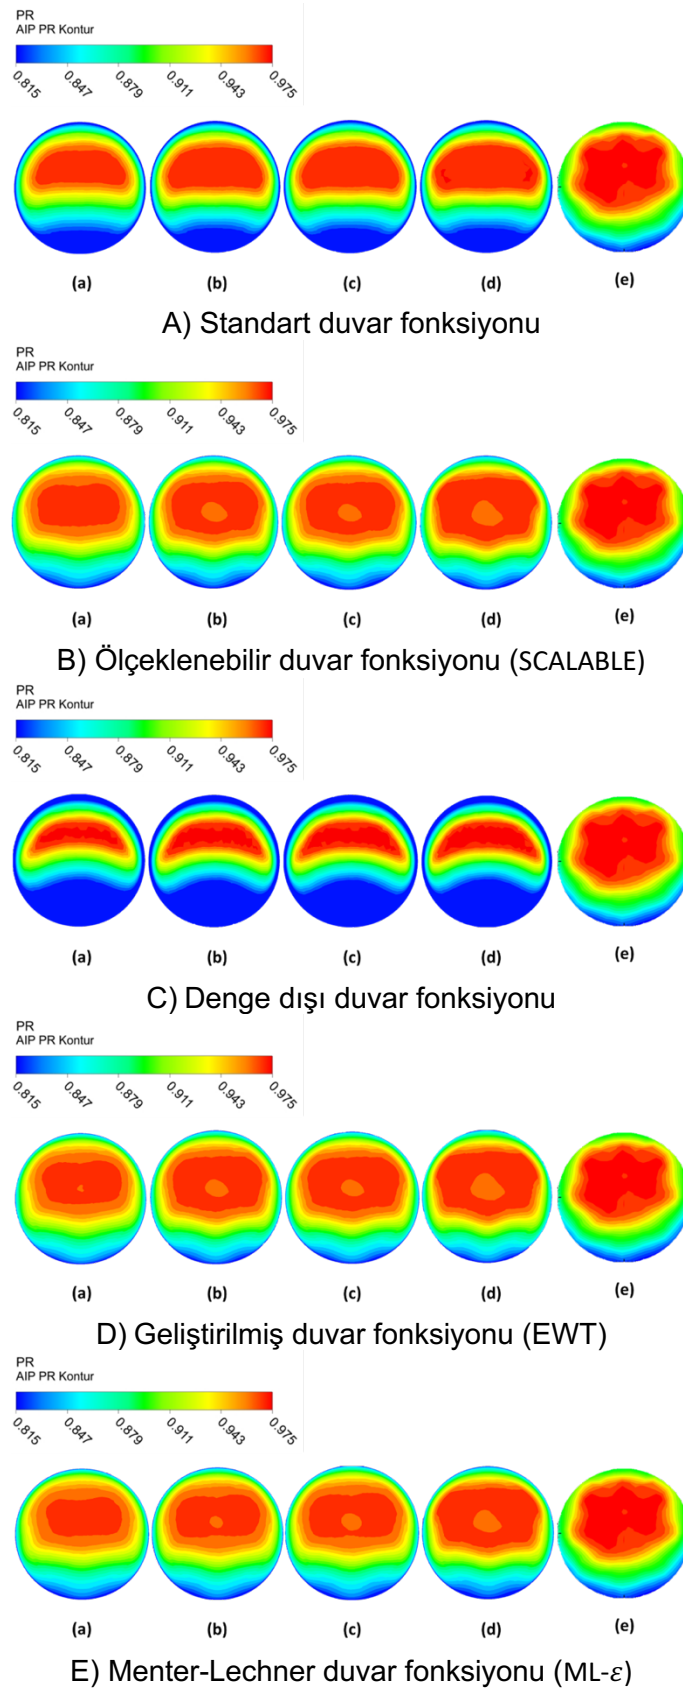 PR
AIP PR Kontur
0.815 0.847 0.879 0.911 0.943 0.975
(a) (b) (c) (d) (e)
A) Standart duvar fonksiyonu
PR
AIP PR Kontur
0.815 0.847 0.879 0.911 0.943 0.975
(a) (b) (c) (d) (e)
B) Ölçeklenebilir duvar fonksiyonu (SCALABLE)
PR
AIP PR Kontur
0.815 0.847 0.879 0.911 0.943 0.975
(a) (b) (c) (d) (e)
C) Denge dışı duvar fonksiyonu
PR
AIP PR Kontur
0.815 0.847 0.879 0.911 0.943 0.975
(a) (b) (c) (d) (e)
D) Geliştirilmiş duvar fonksiyonu (EWT)
PR
AIP PR Kontur
0.815 0.847 0.879 0.911 0.943 0.975
(a) (b) (c) (d) (e)
E) Menter-Lechner duvar fonksiyonu (ML-ε)